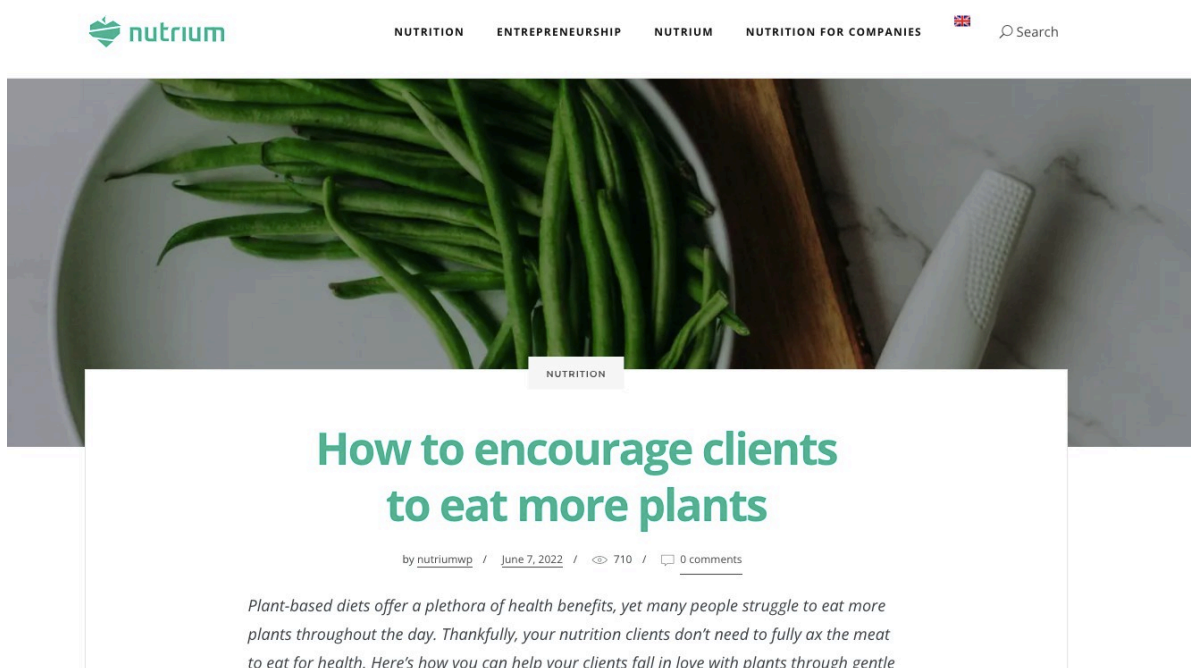 nutrium
NUTRITION ENTREPRENEURSHIP NUTRIUM NUTRITION FOR COMPANIES Search
NUTRITION
How to encourage clients
to eat more plants
by nutriumwp / June 7, 2022 / 710 / 0 comments
Plant-based diets offer a plethora of health benefits, yet many people struggle to eat more
plants throughout the day. Thankfully, your nutrition clients don’t need to fully ax the meat
to eat for health. Here’s how you can help your clients fall in love with plants through gentle